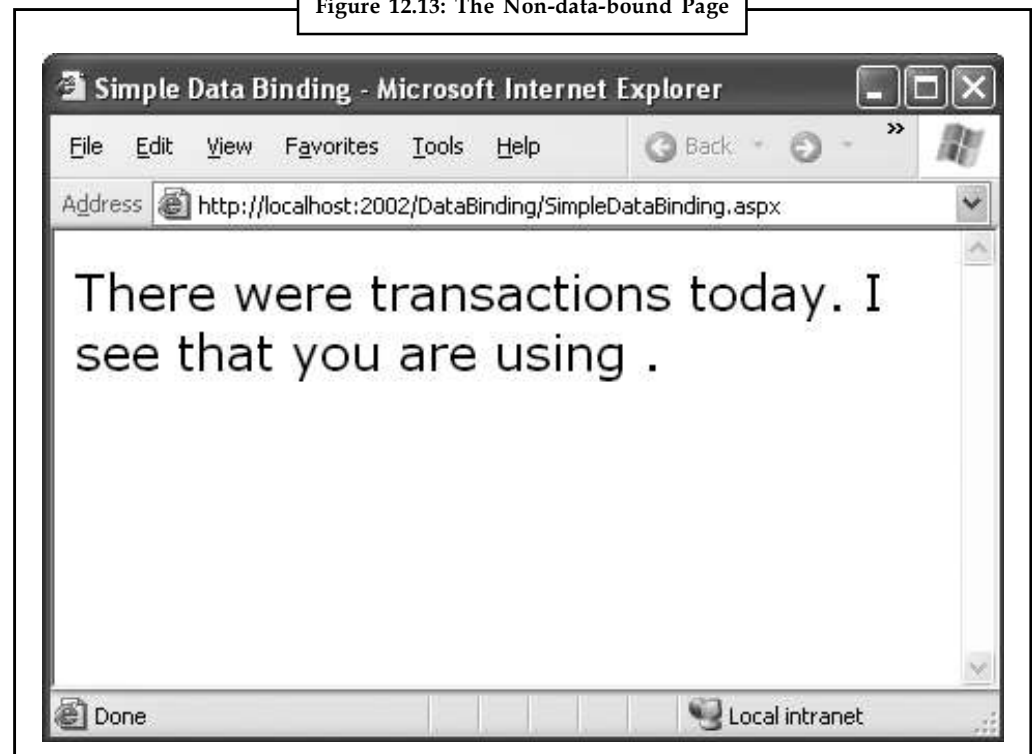 Figure 12.13: The Non-data-bound Page
Simple Data Binding - Microsoft Internet Explorer
File Edit View Favorites Tools Help Back »
Address http://localhost:2002/DataBinding/SimpleDataBinding.aspx
There were transactions today. I
see that you are using .
Done Local intranet